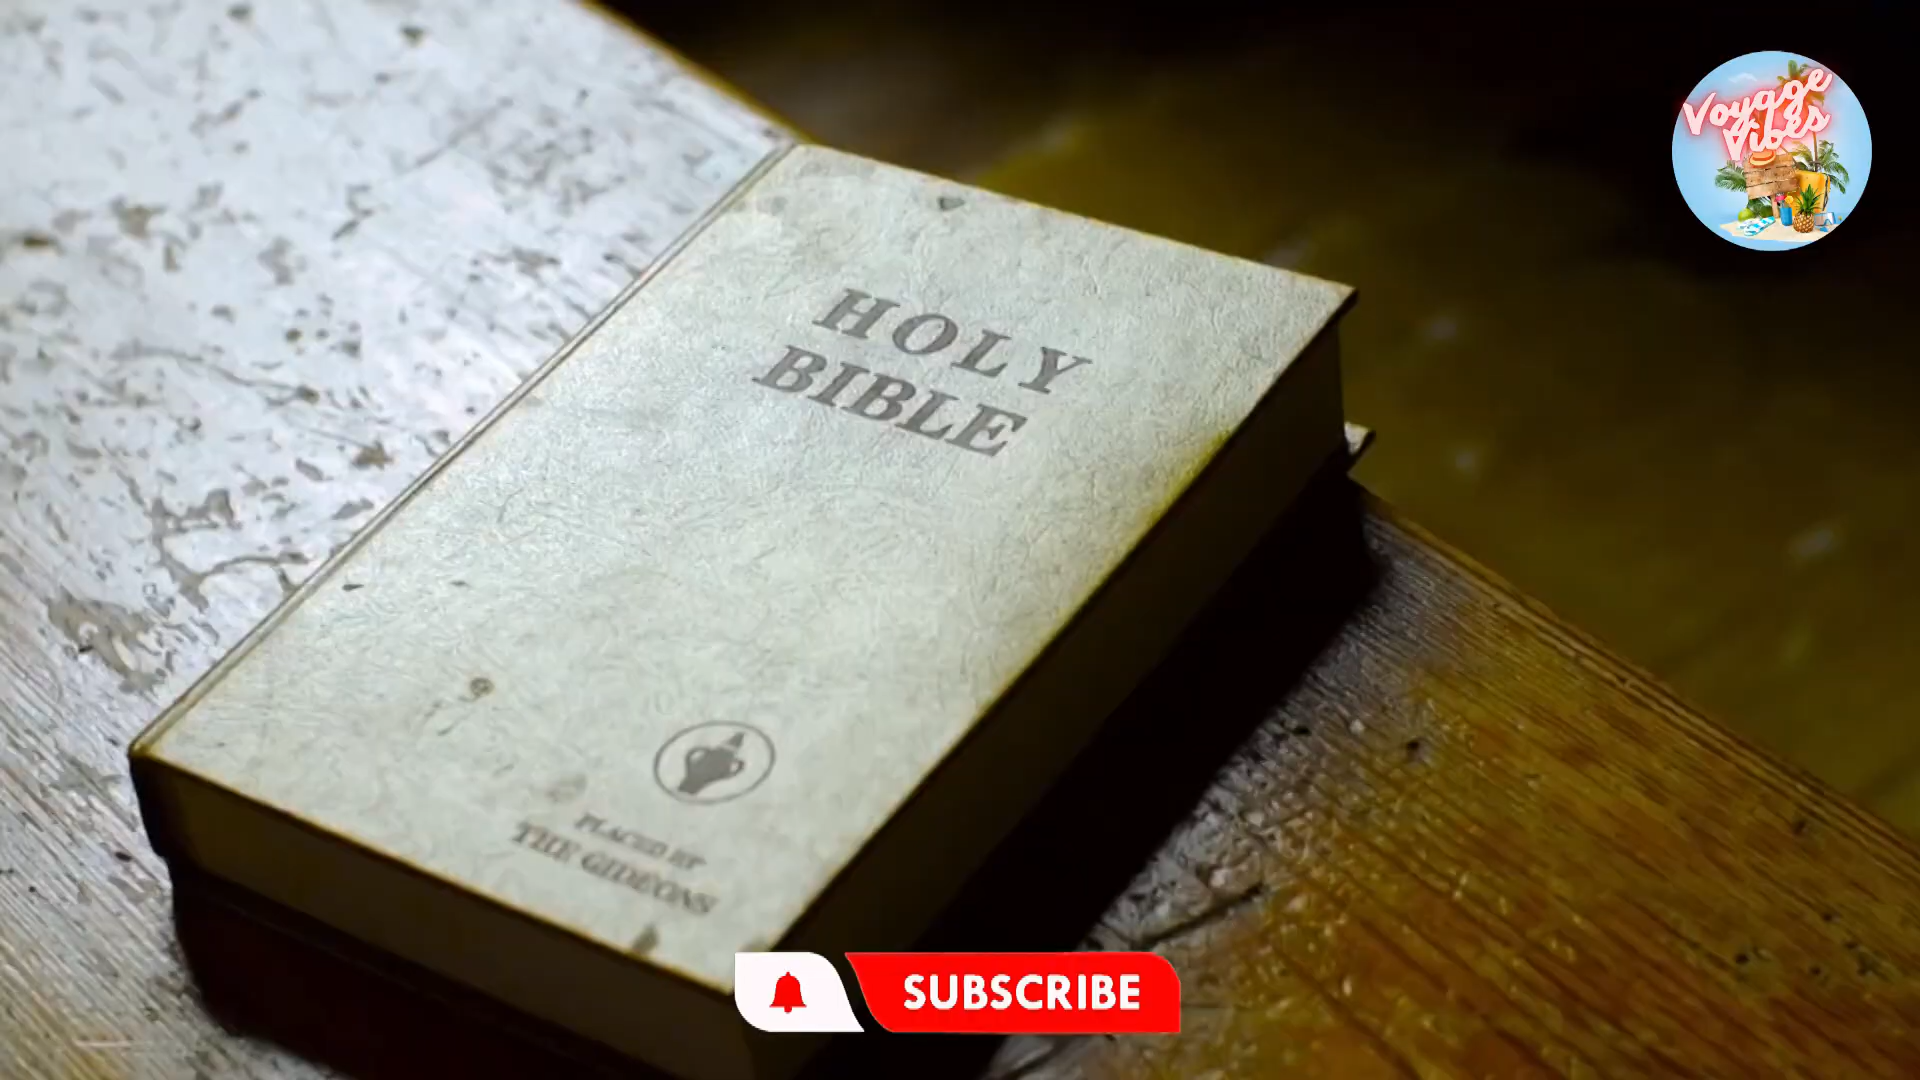 Voyage
Vibes
HOLY
BIBLE
PLACED BY
THE GIDEONS
SUBSCRIBE